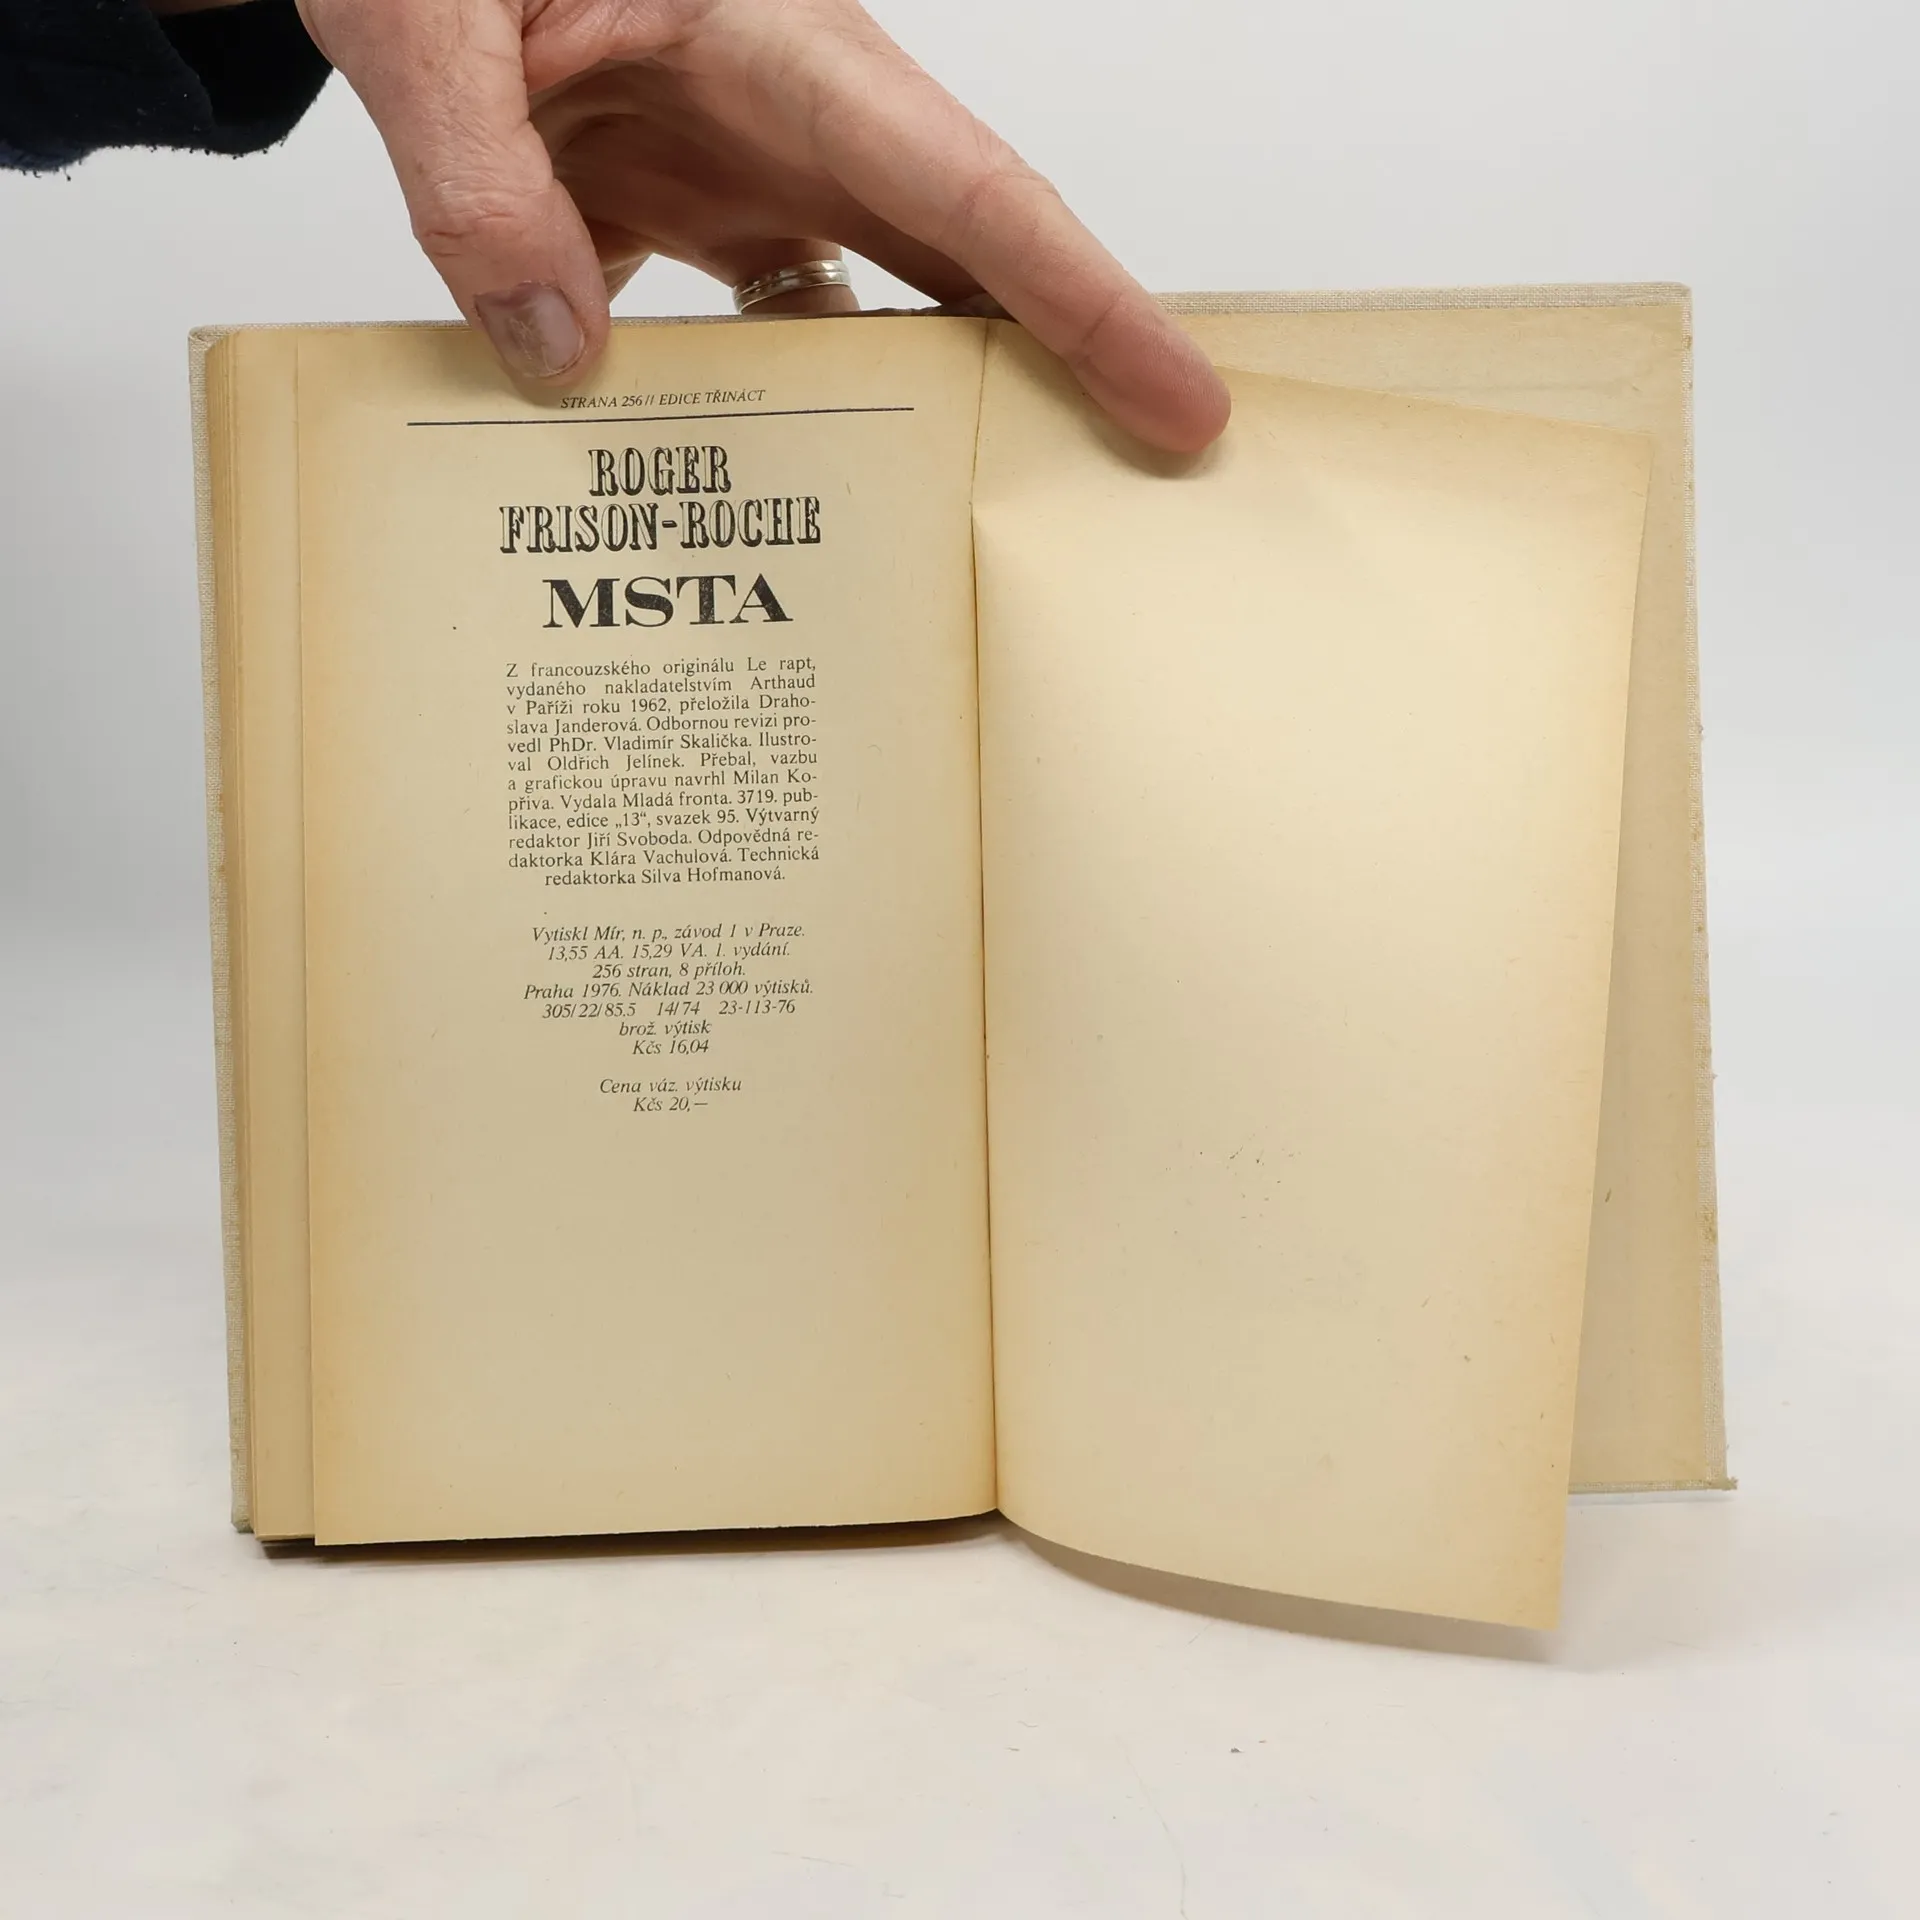 STRANA 256// EDICE TŘINÁCT
ROGER
FRISON-ROCHE
MSTA
Z francouzského originálu Le rapt,
vydaného nakladatelstvím Arthaud
v Paříži roku 1962, přeložila Draho-
slava Janderová. Odbornou revizi pro-
vedl PhDr. Vladimír Skalička. Ilustro-
val Oldřich Jelínek. Přebal, vazbu
a grafickou úpravu navrhl Milan Ko-
přiva. Vydala Mladá fronta. 3719. pub-
likace, edice „13“, svazek 95. Výtvarný
redaktor Jiří Svoboda. Odpovědná re-
daktorka Klára Vachulová. Technická
redaktorka Silva Hofmanová.
Vytiskl Mír, n. p., závod 1 v Praze.
13,55 AA. 15,29 VA. 1. vydání.
256 stran, 8 příloh.
Praha 1976. Náklad 23 000 výtisků.
305/22/85.5 14/74 23-113-76
brož. výtisk
Kčs 16,04
Cena váz. výtisku
Kčs 20,—